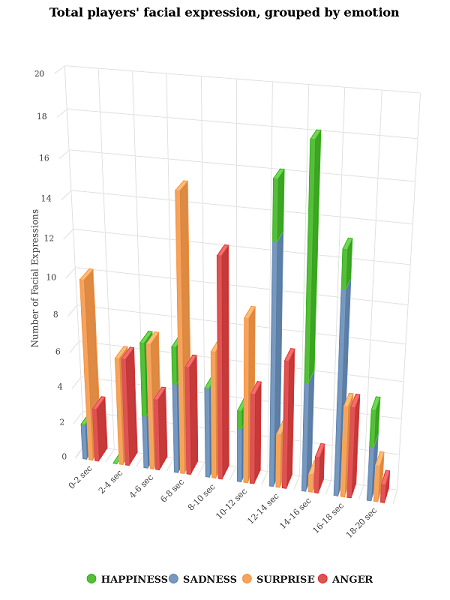 Total players' facial expression, grouped by emotion
20
18
16
14
12
10
8
6
4
2
0
Number of Facial Expressions
0-2 sec
2-4 sec
4-6 sec
6-8 sec
8-10 sec
10-12 sec
12-14 sec
14-16 sec
16-18 sec
18-20 sec
HAPPINESS SADNESS SURPRISE ANGER